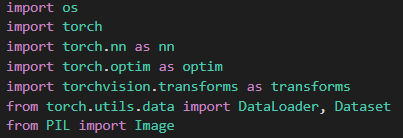 import os
import torch
import torch.nn as nn
import torch.optim as optim
import torchvision.transforms as transforms
from torch.utils.data import DataLoader, Dataset
from PIL import Image